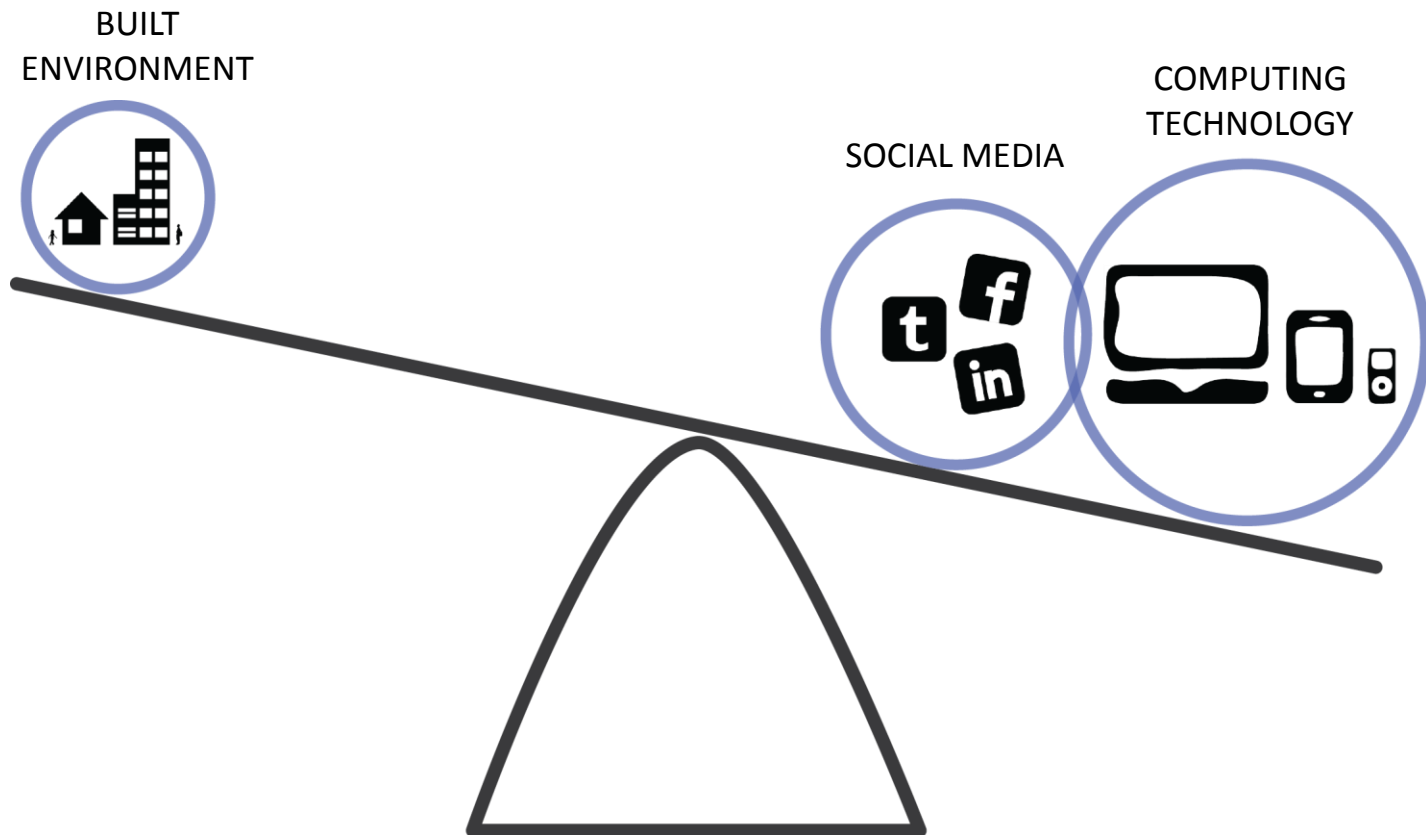 BUILT
ENVIRONMENT
COMPUTING
TECHNOLOGY
SOCIAL MEDIA
f
t
in